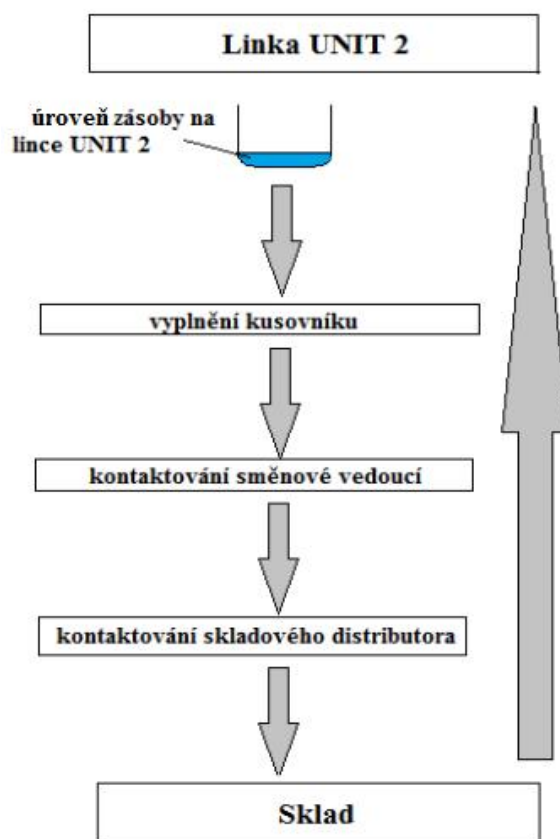 Linka UNIT 2
úroveň zásoby na
lince UNIT 2
vyplnění kusovníku
kontaktování směnové vedoucí
kontaktování skladového distributora
Sklad